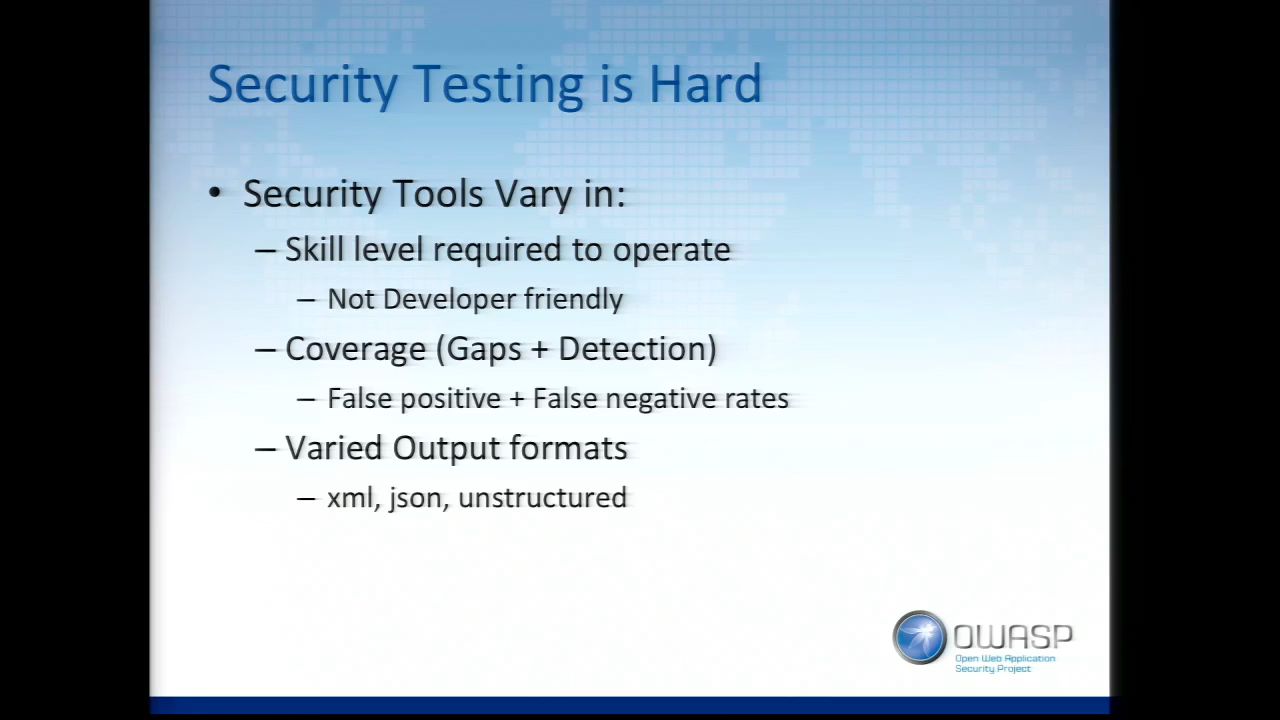 Security Testing is Hard
• Security Tools Vary in:
– Skill level required to operate
– Not Developer friendly
– Coverage (Gaps + Detection)
– False positive + False negative rates
– Varied Output formats
– xml, json, unstructured
OWASP
Open Web Application
Security Project